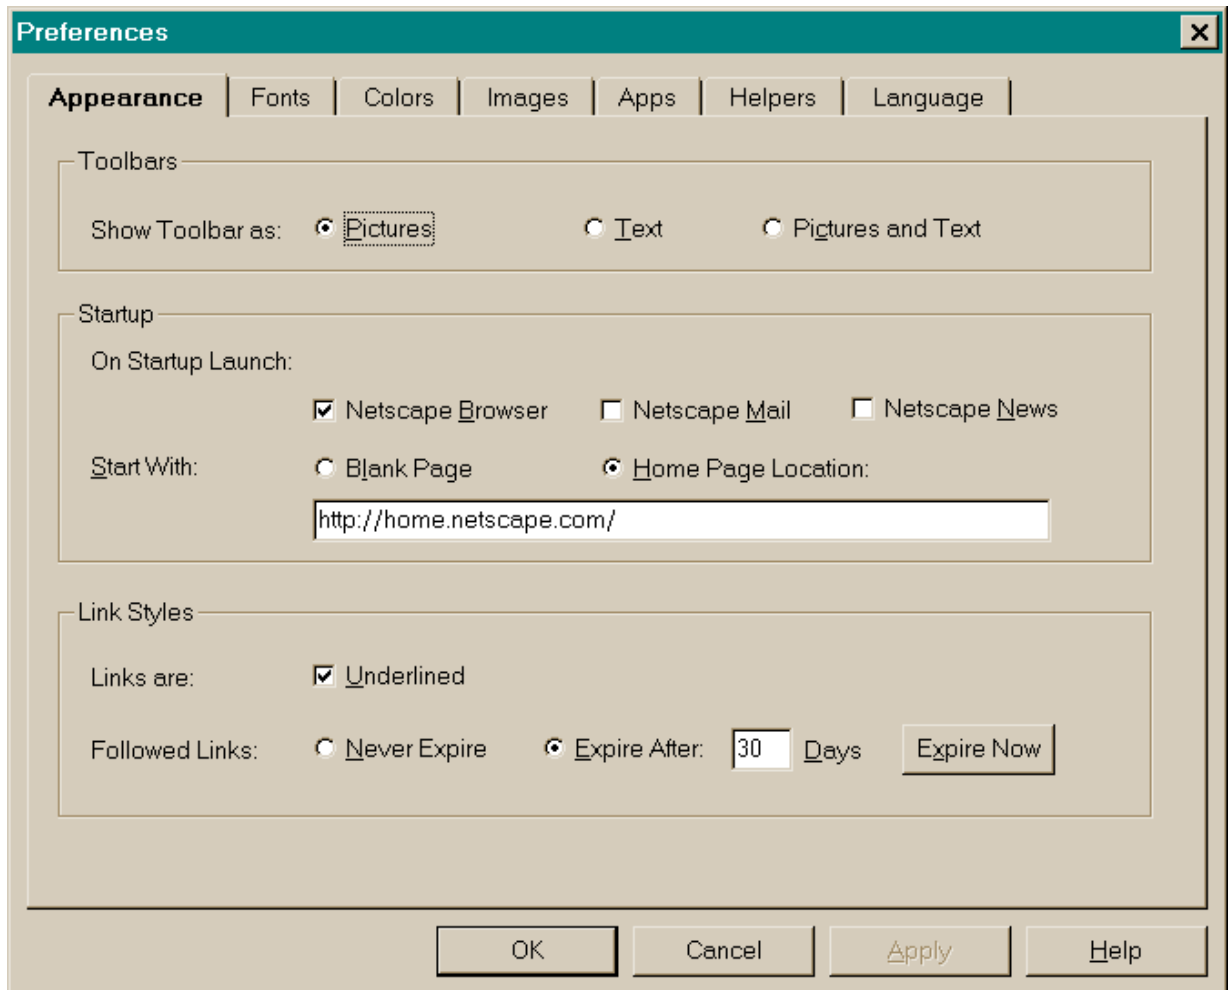 Preferences
Appearance Fonts Colors Images Apps Helpers Language
Toolbars
Show Toolbar as: Pictures Text Pictures and Text
Startup
On Startup Launch:
Netscape Browser Netscape Mail Netscape News
Start With: Blank Page Home Page Location:
http://home.netscape.com/
Link Styles
Links are: Underlined
Followed Links: Never Expire Expire After: 30 Days Expire Now
OK Cancel Apply Help